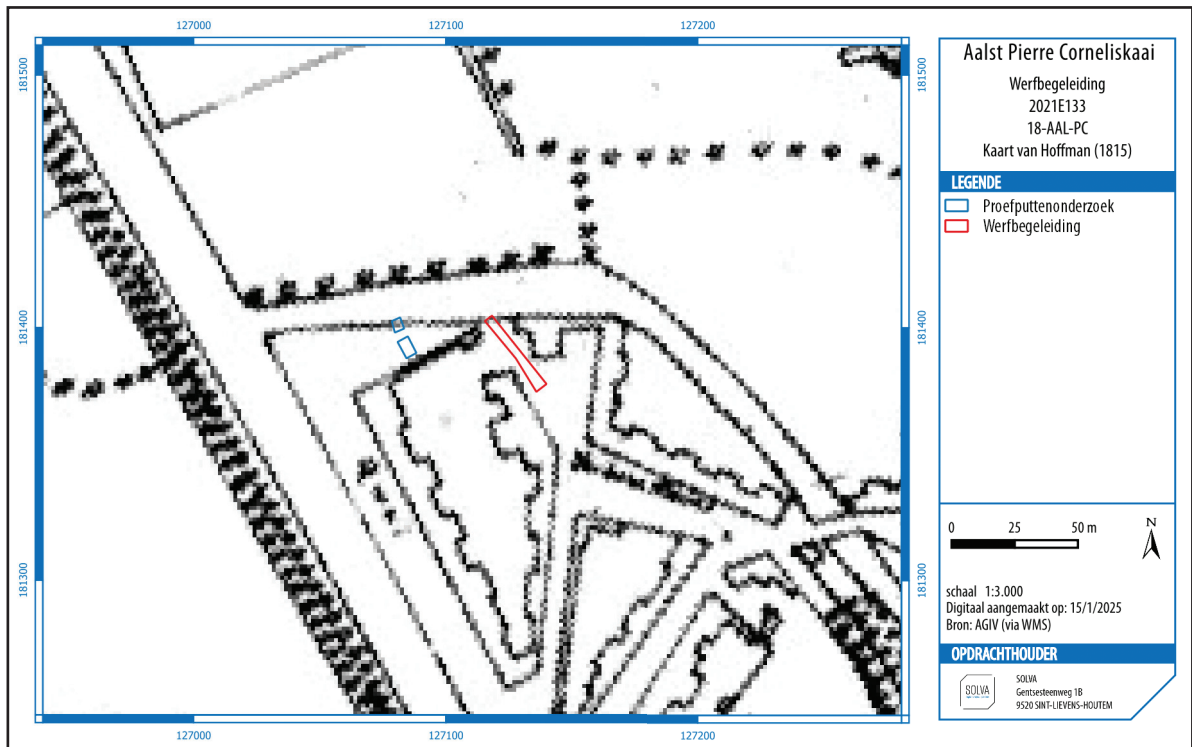 127000 127100 127200
181500 181500
181400 181400
181300 181300
127000 127100 127200
Aalst Pierre Corneliskaai
Werfbegeleiding
2021E133
18-AAL-PC
Kaart van Hoffman (1815)
LEGENDE
Proefputtenonderzoek
Werfbegeleiding
0 25 50 m
N
schaal 1:3.000
Digitaal aangemaakt op: 15/1/2025
Bron: AGIV (via WMS)
OPDRACHTHOUDER
SOLVA
SOLVA
Gentsesteenweg 1B
9520 SINT-LIEVENS-HOUTEM